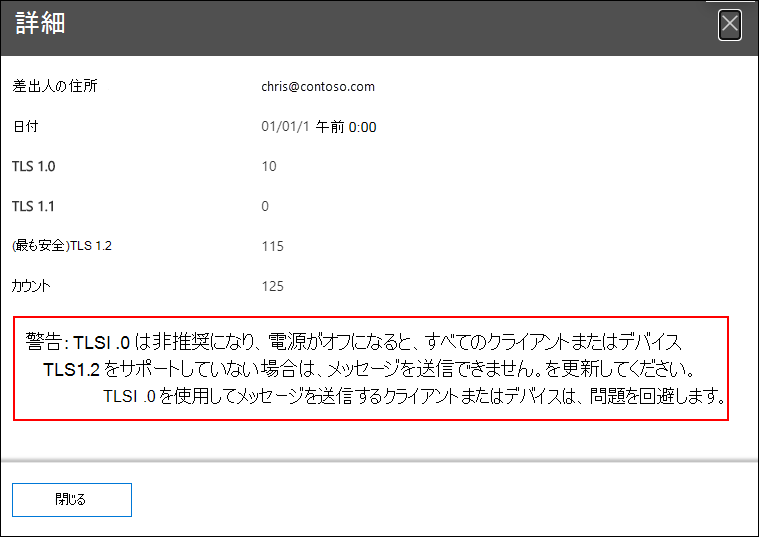 詳細
差出人の住所 chris@contoso.com
日付 01/01/1 午前 0:00
TLS 1.0 10
TLS 1.1 0
(最も安全)TLS 1.2 115
カウント 125
警告: TLSI .0 は非推奨になり、電源がオフになると、すべてのクライアントまたはデバイス
TLS1.2 をサポートしていない場合は、メッセージを送信できません。を更新してください。
TLSI .0 を使用してメッセージを送信するクライアントまたはデバイスは、問題を回避します。
閉じる